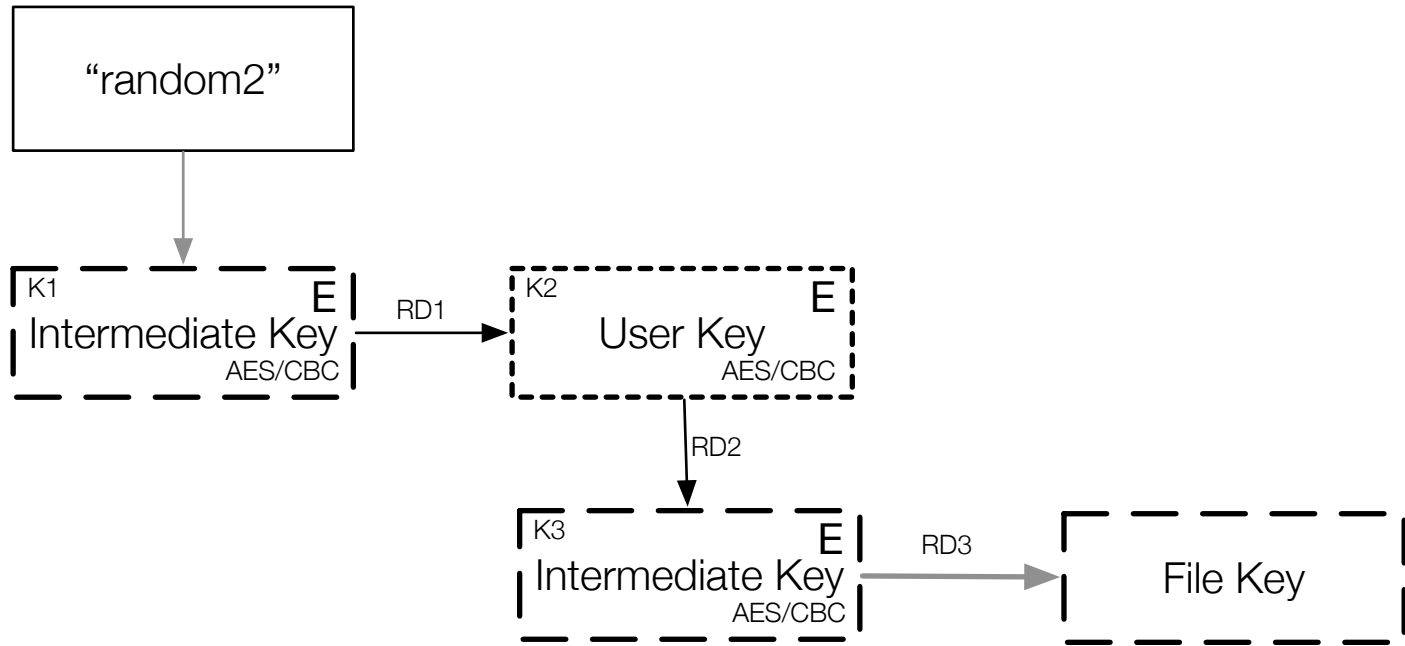 “random2”
K1
E
Intermediate Key
AES/CBC
RD1
K2
E
User Key
AES/CBC
RD2
K3
E
Intermediate Key
AES/CBC
RD3
File Key